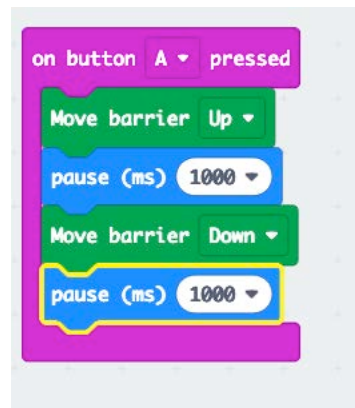 on button A pressed
Move barrier Up
pause (ms) 1000
Move barrier Down
pause (ms) 1000